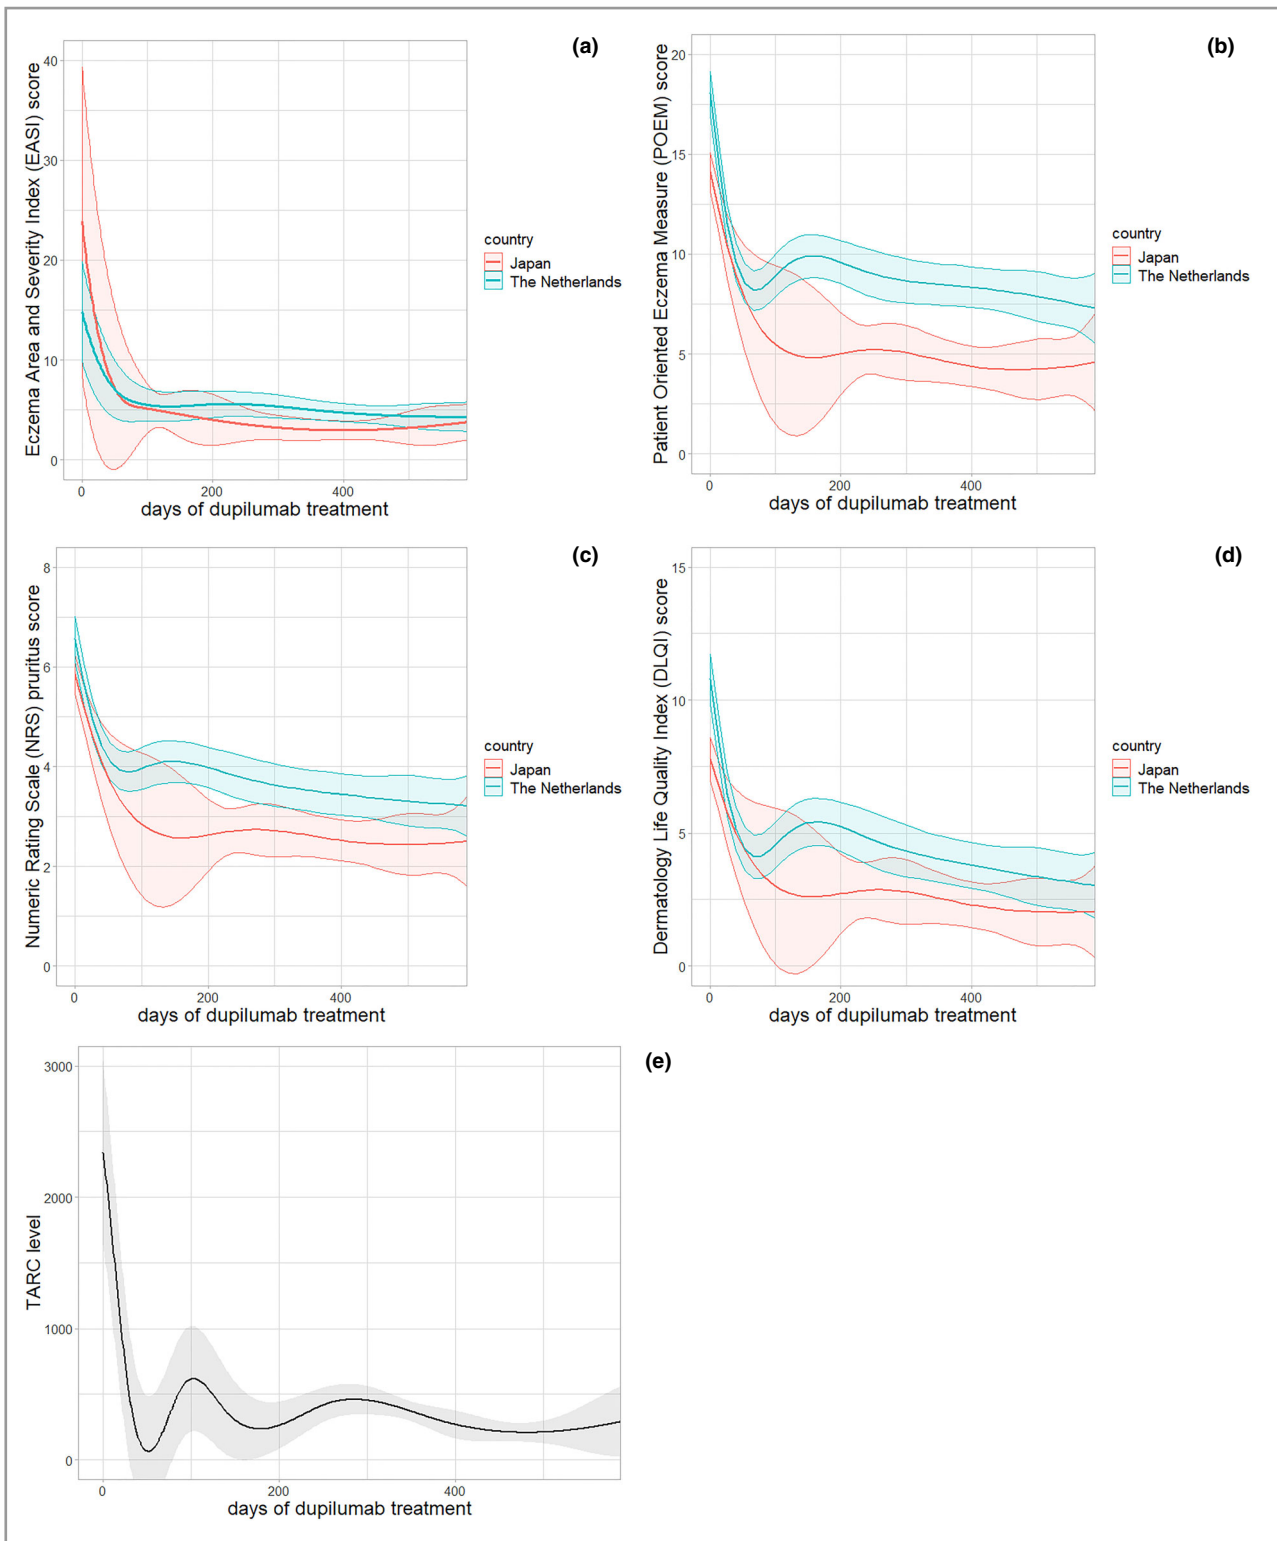 (a)
Eczema Area and Severity Index (EASI) score
40
30
20
10
0
0 200 400
days of dupilumab treatment
country
Japan
The Netherlands
(b)
Patient Oriented Eczema Measure (POEM) score
20
15
10
5
0
0 200 400
days of dupilumab treatment
country
Japan
The Netherlands
(c)
Numeric Rating Scale (NRS) pruritus score
8
6
4
2
0
0 200 400
days of dupilumab treatment
country
Japan
The Netherlands
(d)
Dermatology Life Quality Index (DLQI) score
15
10
5
0
0 200 400
days of dupilumab treatment
country
Japan
The Netherlands
(e)
TARC level
3000
2000
1000
0
0 200 400
days of dupilumab treatment